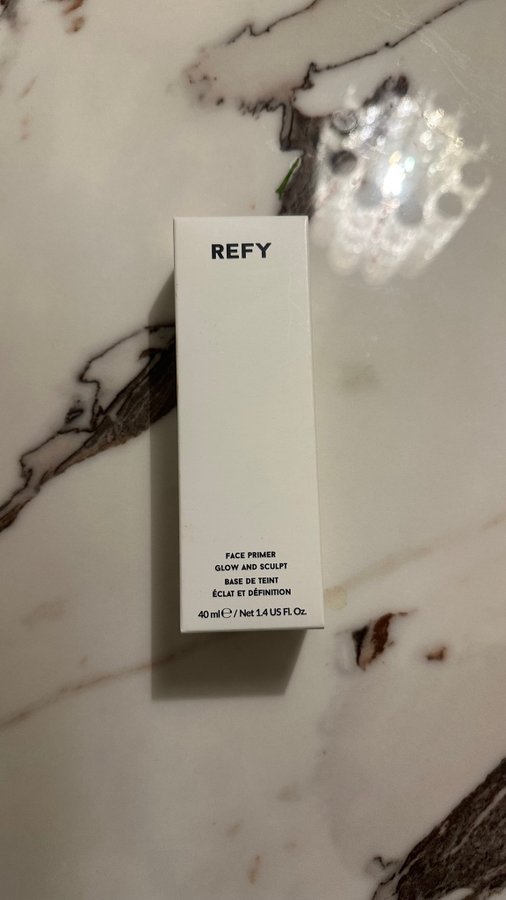 REFY
FACE PRIMER
GLOW AND SCULPT
BASE DE TEINT
ÉCLAT ET DÉFINITION
40 ml ℮ / Net 1.4 US Fl. Oz.